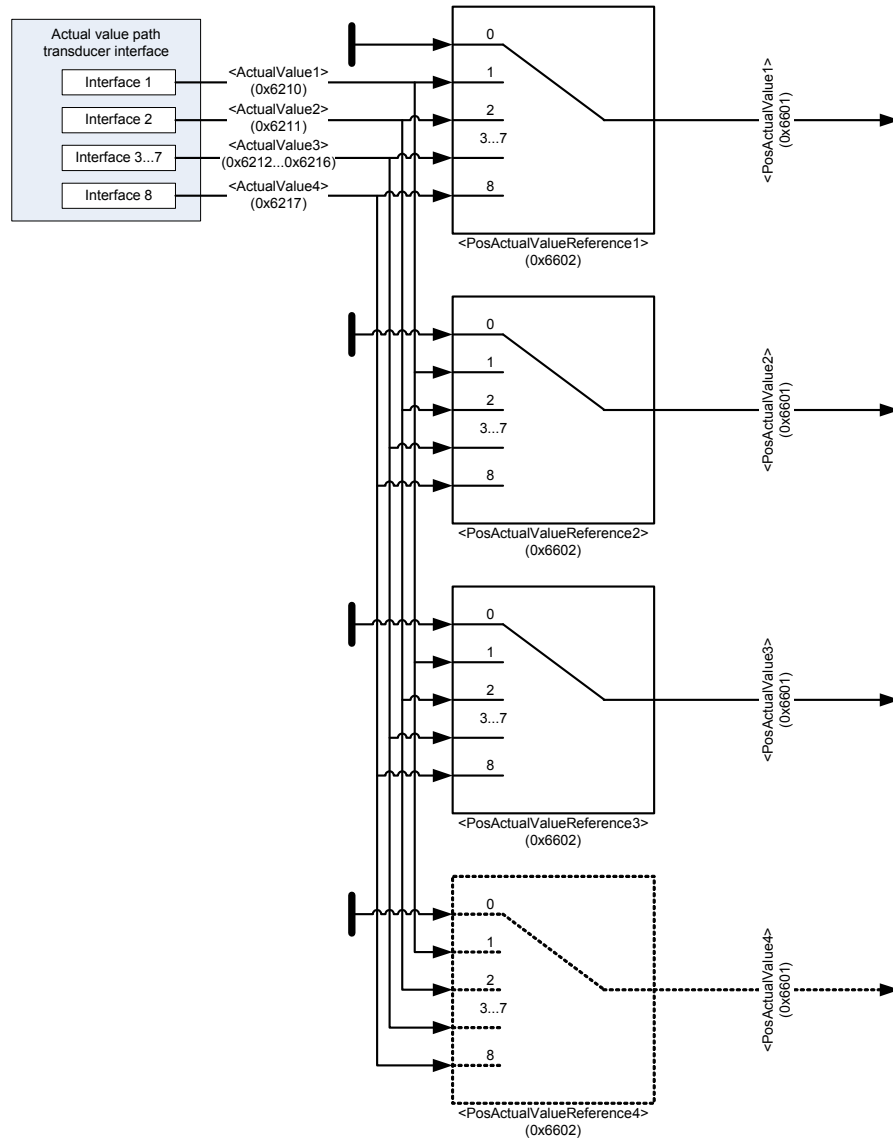 Actual value path
transducer interface
Interface 1
Interface 2
Interface 3...7
Interface 8
<ActualValue1>
(0x6210)
<ActualValue2>
(0x6211)
<ActualValue3>
(0x6212...0x6216)
<ActualValue4>
(0x6217)
0
1
2
3...7
8
<PosActualValueReference1>
(0x6602)
<PosActualValue1>
(0x6601)
0
1
2
3...7
8
<PosActualValueReference2>
(0x6602)
<PosActualValue2>
(0x6601)
0
1
2
3...7
8
<PosActualValueReference3>
(0x6602)
<PosActualValue3>
(0x6601)
0
1
2
3...7
8
<PosActualValueReference4>
(0x6602)
<PosActualValue4>
(0x6601)